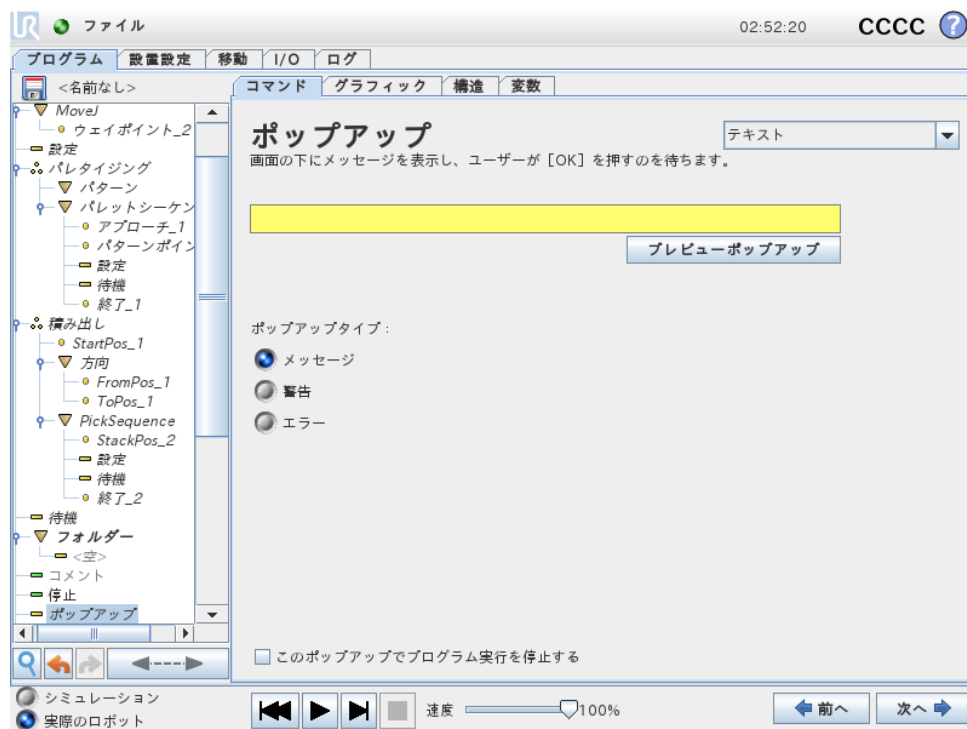 UR ファイル 02:52:20 CCCC ?
プログラム 設置設定 移動 I/O ログ
<名前なし>
MoveJ
ウェイポイント_2
設定
パレタイジング
パターン
パレットシーケン
アプローチ_1
パターンポイン
設定
待機
終了_1
積み出し
StartPos_1
方向
FromPos_1
ToPos_1
PickSequence
StackPos_2
設定
待機
終了_2
待機
フォルダー
<空>
コメント
停止
ポップアップ
コマンド グラフィック 構造 変数
ポップアップ
テキスト
画面の下にメッセージを表示し、ユーザーが［OK］を押すのを待ちます。
プレビューポップアップ
ポップアップタイプ：
メッセージ
警告
エラー
このポップアップでプログラム実行を停止する
シミュレーション
実際のロボット
速度 100%
前へ 次へ